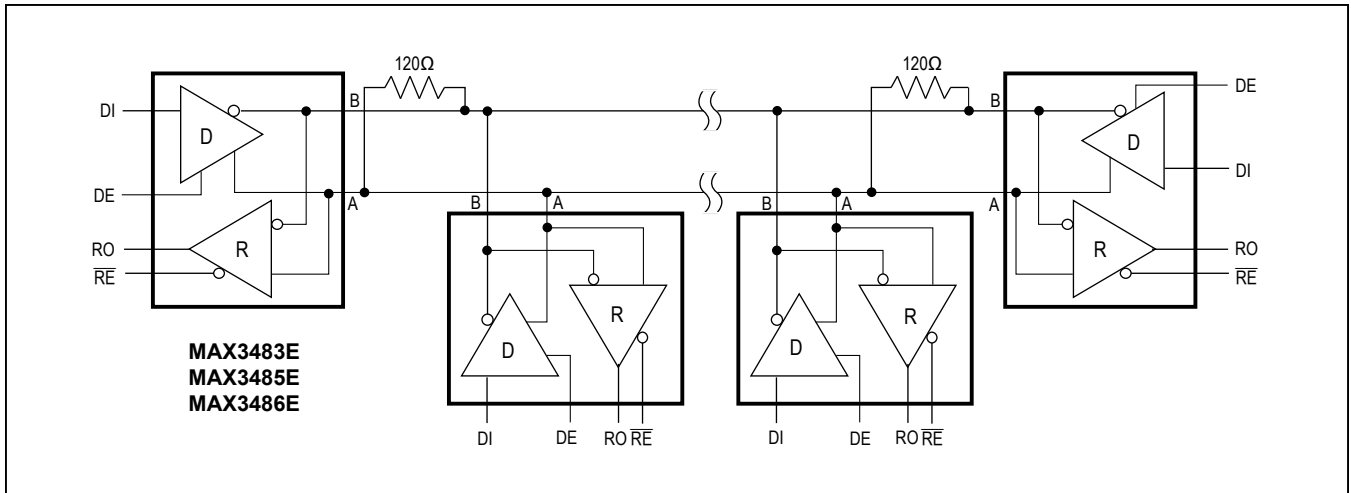 120Ω
120Ω
B
B
DE
DI
D
D
DI
DE
A
A
B
A
B
A
RO
R
R
RO
RE
RE
R
R
D
D
MAX3483E
MAX3485E
MAX3486E
DI
DE
RO
RE
DI
DE
RO
RE